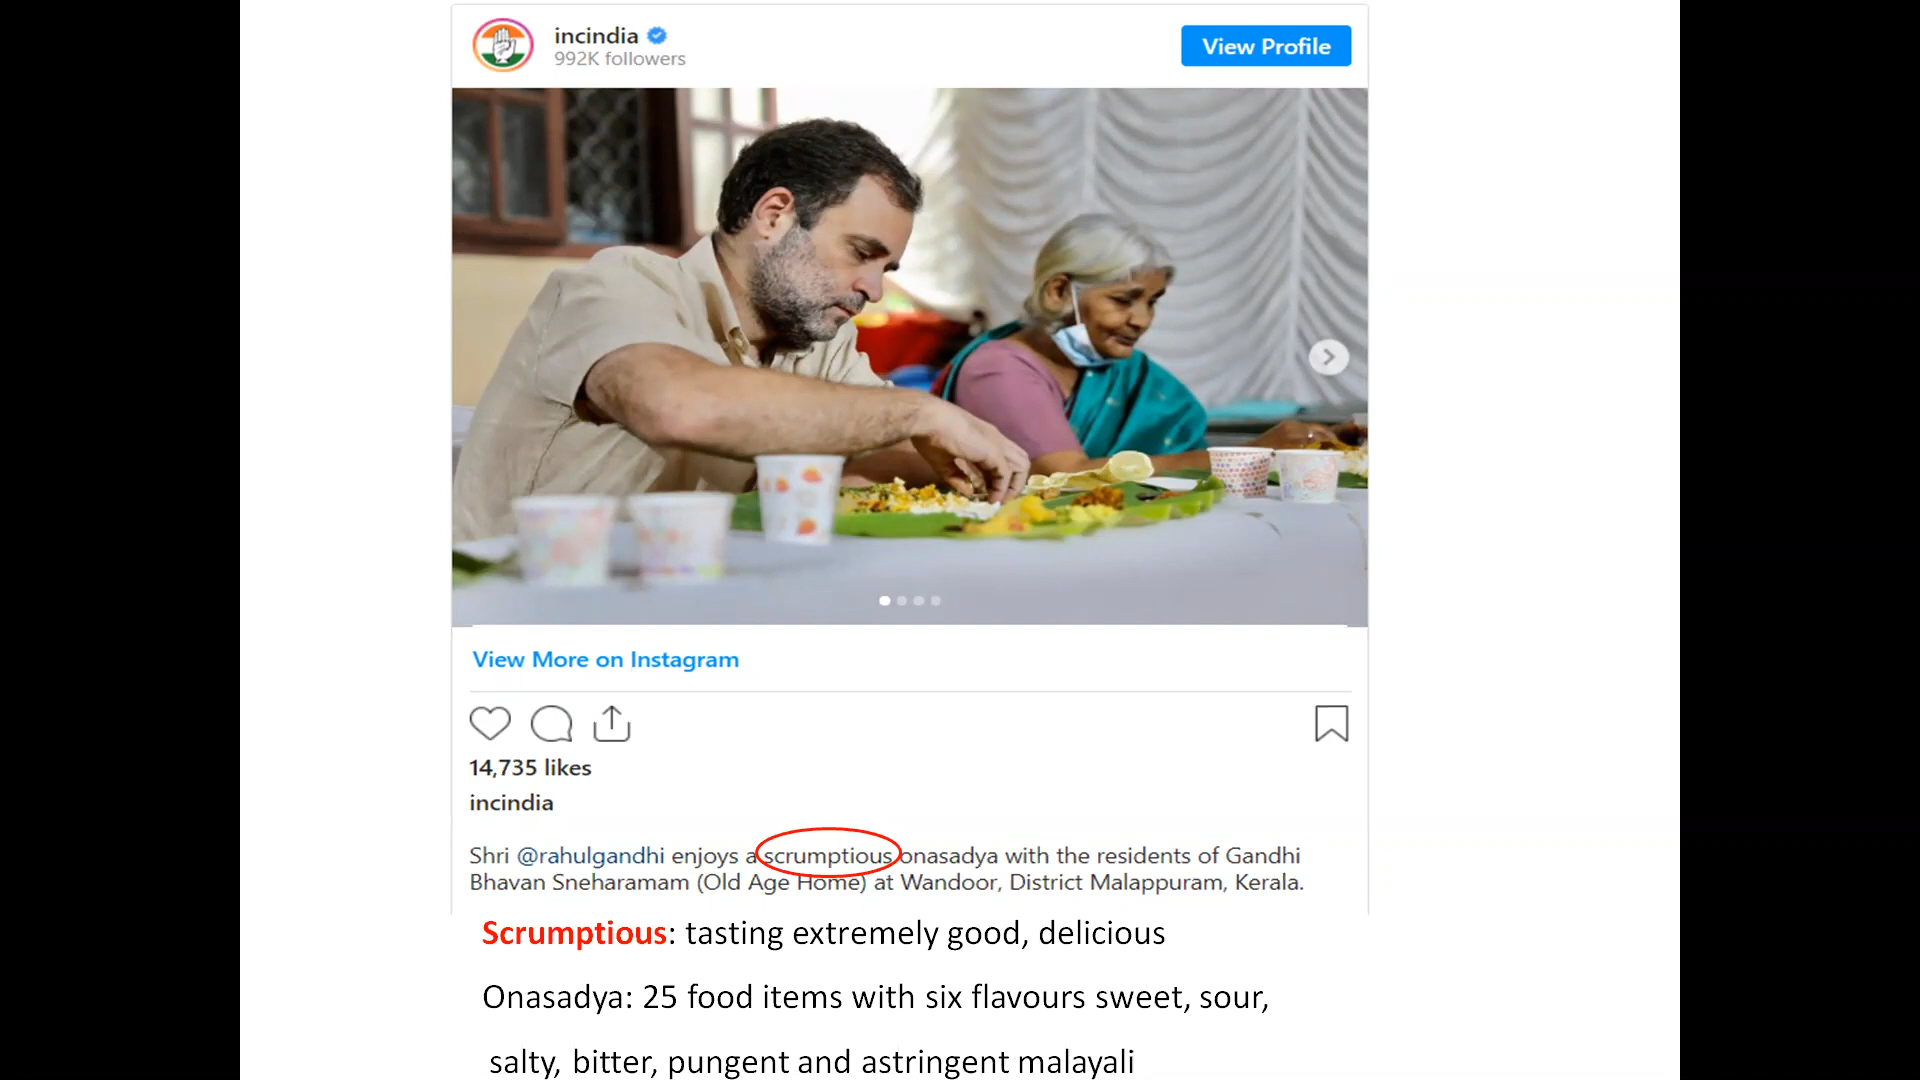 incindia
992K followers
View Profile
View More on Instagram
14,735 likes
incindia
Shri @rahulgandhi enjoys a scrumptious onasadya with the residents of Gandhi
Bhavan Sneharamam (Old Age Home) at Wandoor, District Malappuram, Kerala.
Scrumptious: tasting extremely good, delicious
Onasadya: 25 food items with six flavours sweet, sour,
salty, bitter, pungent and astringent malayali